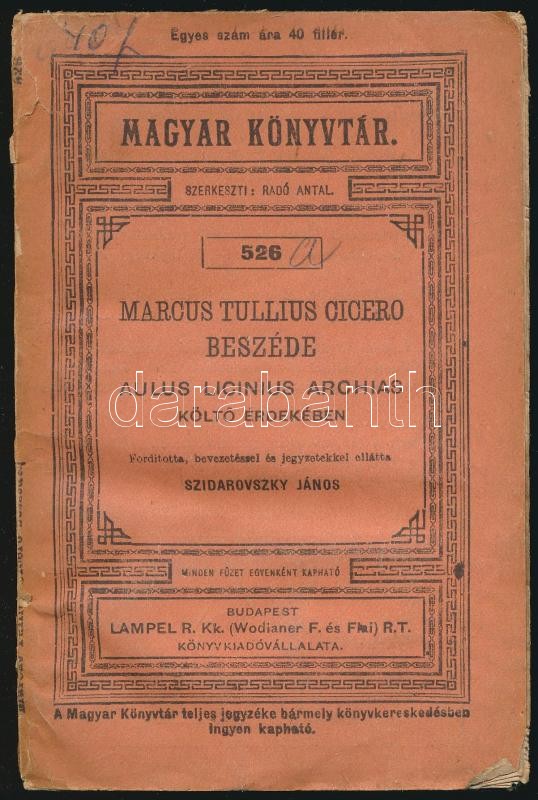 Egyes szám ára 40 fillér.
MAGYAR KÖNYVTÁR.
SZERKESZTI: RADÓ ANTAL.
526 a
MARCUS TULLIUS CICERO
BESZÉDE
AULUS LICINIUS ARCHIAS
KÖLTŐ ÉRDEKÉBEN
darabanth
Fordította, bevezetéssel és jegyzetekkel ellátta
SZIDAROVSZKY JÁNOS
MINDEN FÜZET EGYENKÉNT KAPHATÓ
BUDAPEST
LAMPEL R. Kk. (Wodianer F. és Fiai) R.T.
KÖNYVKIADÓVÁLLALATA.
A Magyar Könyvtár teljes jegyzéke bármely könyvkereskedésben
ingyen kapható.